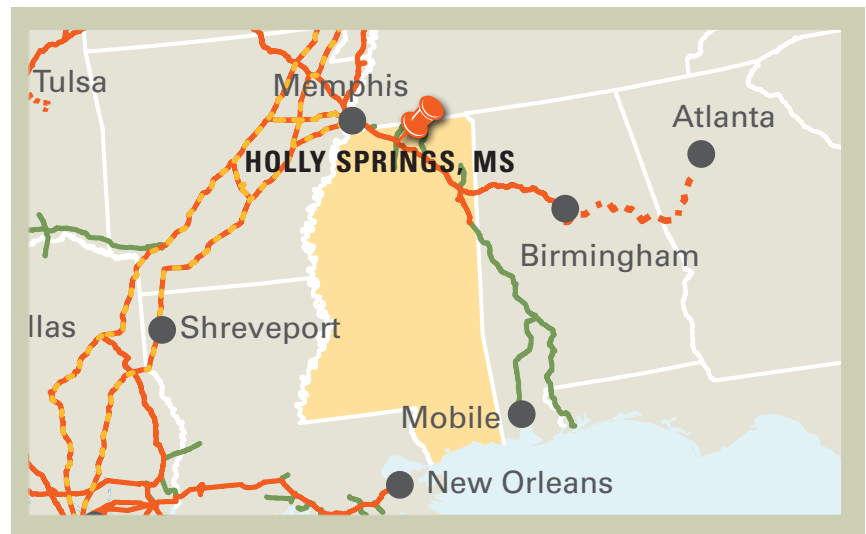 Tulsa
Memphis
Atlanta
HOLLY SPRINGS, MS
Birmingham
llas
Shreveport
Mobile
New Orleans